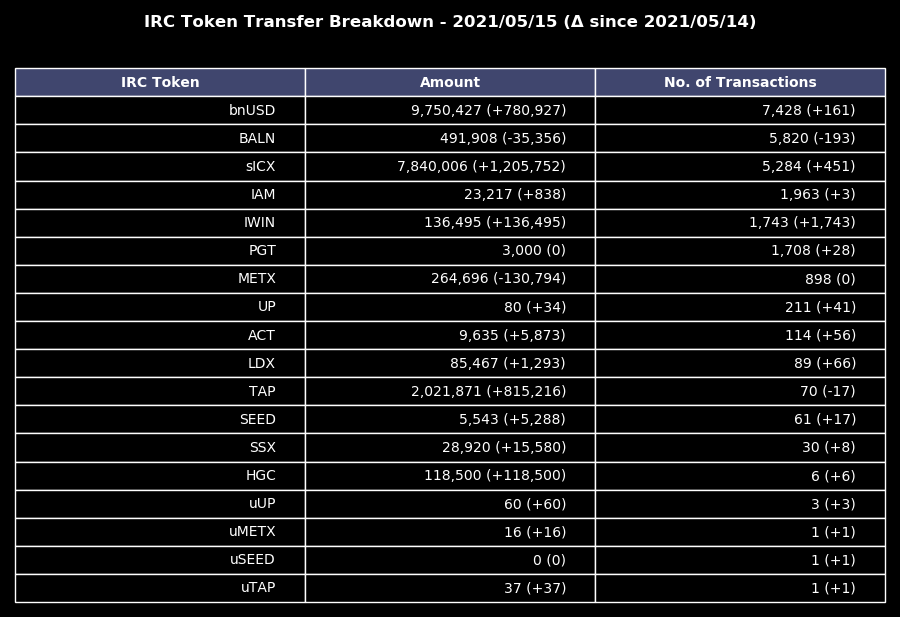 IRC Token Transfer Breakdown - 2021/05/15 (Δ since 2021/05/14)
IRC Token Amount No. of Transactions
bnUSD 9,750,427 (+780,927) 7,428 (+161)
BALN 491,908 (-35,356) 5,820 (-193)
sICX 7,840,006 (+1,205,752) 5,284 (+451)
IAM 23,217 (+838) 1,963 (+3)
IWIN 136,495 (+136,495) 1,743 (+1,743)
PGT 3,000 (0) 1,708 (+28)
METX 264,696 (-130,794) 898 (0)
UP 80 (+34) 211 (+41)
ACT 9,635 (+5,873) 114 (+56)
LDX 85,467 (+1,293) 89 (+66)
TAP 2,021,871 (+815,216) 70 (-17)
SEED 5,543 (+5,288) 61 (+17)
SSX 28,920 (+15,580) 30 (+8)
HGC 118,500 (+118,500) 6 (+6)
uUP 60 (+60) 3 (+3)
uMETX 16 (+16) 1 (+1)
uSEED 0 (0) 1 (+1)
uTAP 37 (+37) 1 (+1)